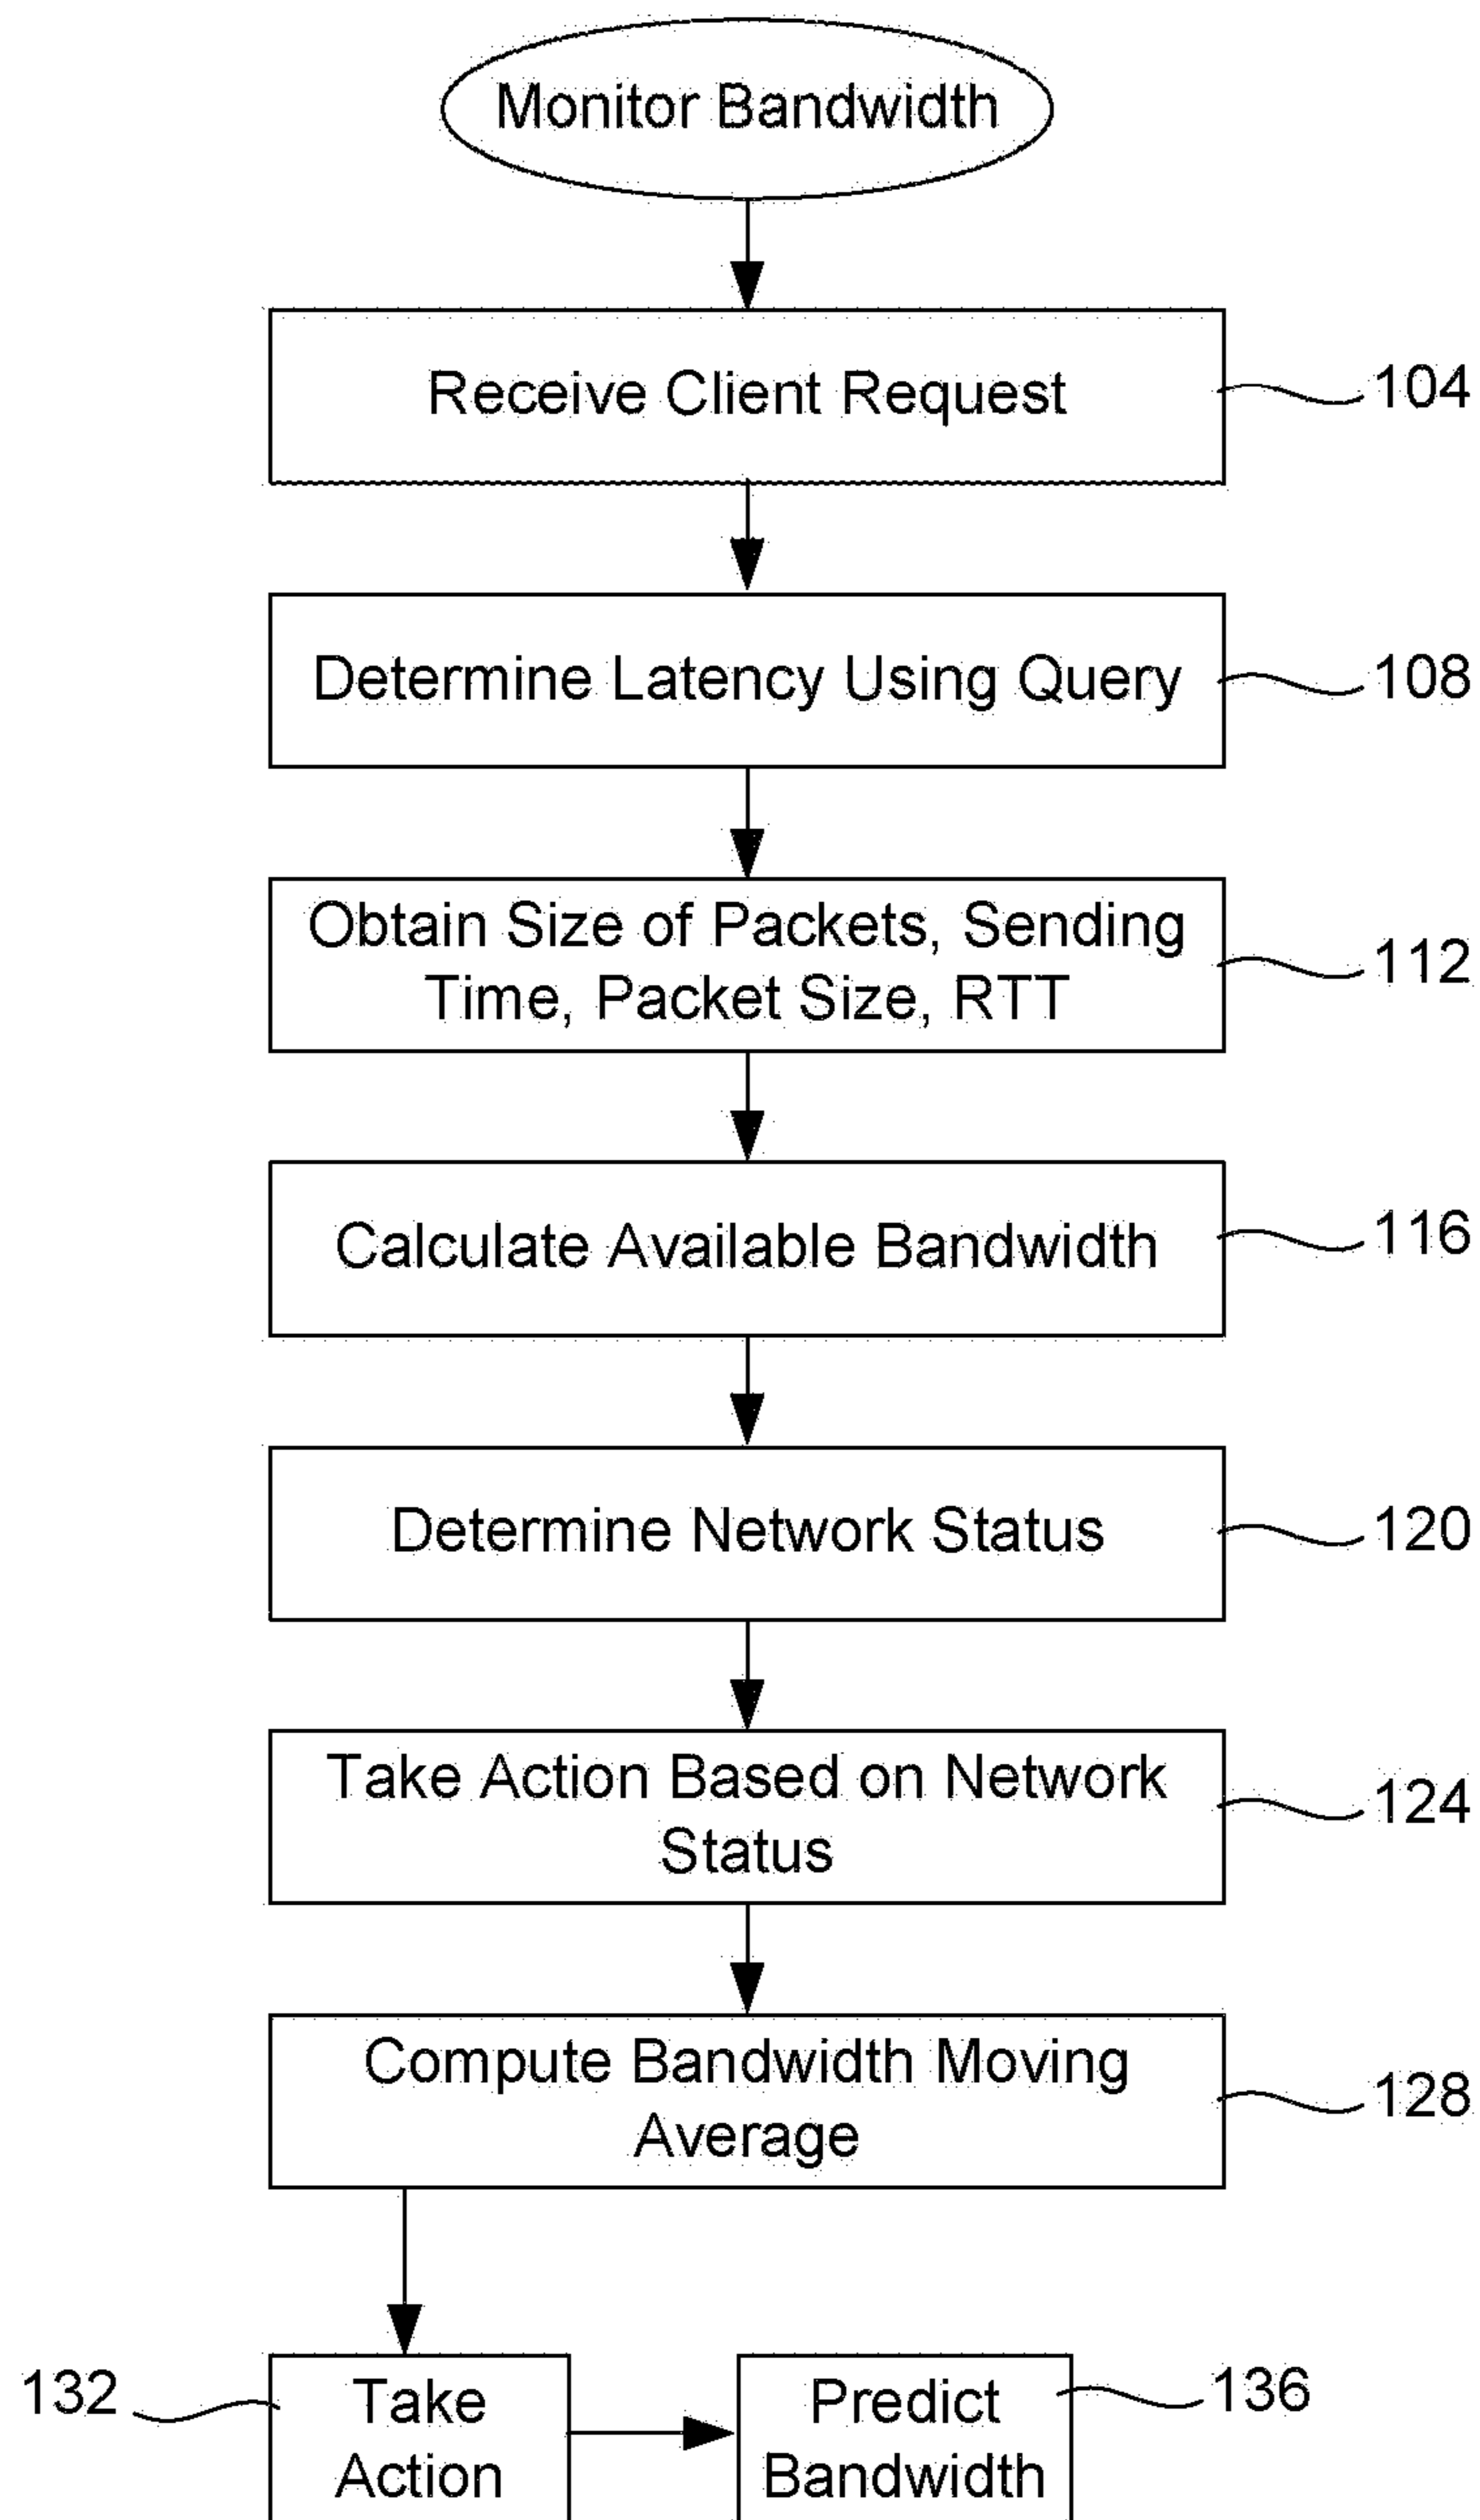 Monitor Bandwidth
Receive Client Request
104
Determine Latency Using Query
108
Obtain Size of Packets, Sending
Time, Packet Size, RTT
112
Calculate Available Bandwidth
116
Determine Network Status
120
Take Action Based on Network
Status
124
Compute Bandwidth Moving
Average
128
132
Take
Action
Predict
Bandwidth
136